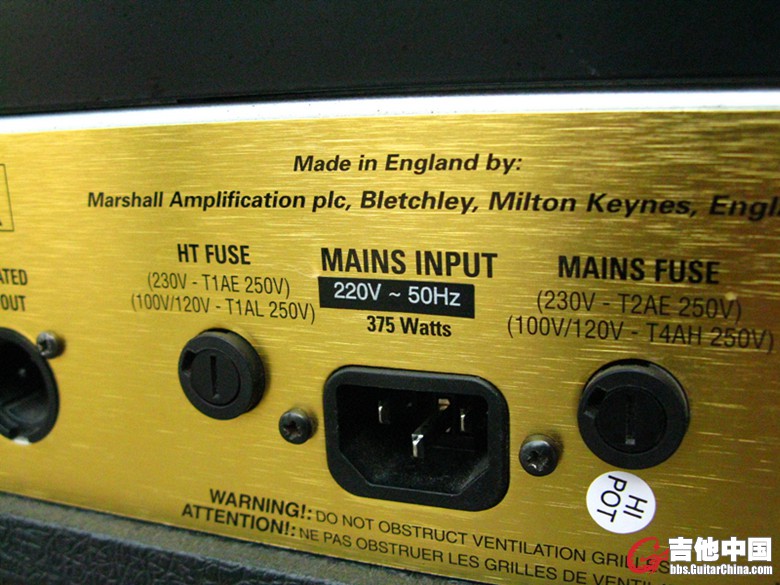 Made in England by:
Marshall Amplification plc, Bletchley, Milton Keynes,
HT FUSE
(230V - T1AE 250V)
(100V/120V - T1AL 250V)
MAINS INPUT
220V ~ 50Hz
375 Watts
MAINS FUSE
(230V - T2AE 250V)
(100V/120V - T4AH 250V)
OUT
HI
POT
WARNING!: DO NOT OBSTRUCT VENTILATION GRILLES
ATTENTION!: NE PAS OBSTRUER LES GRILLES DE
吉他中国
bbs.GuitarChina.com